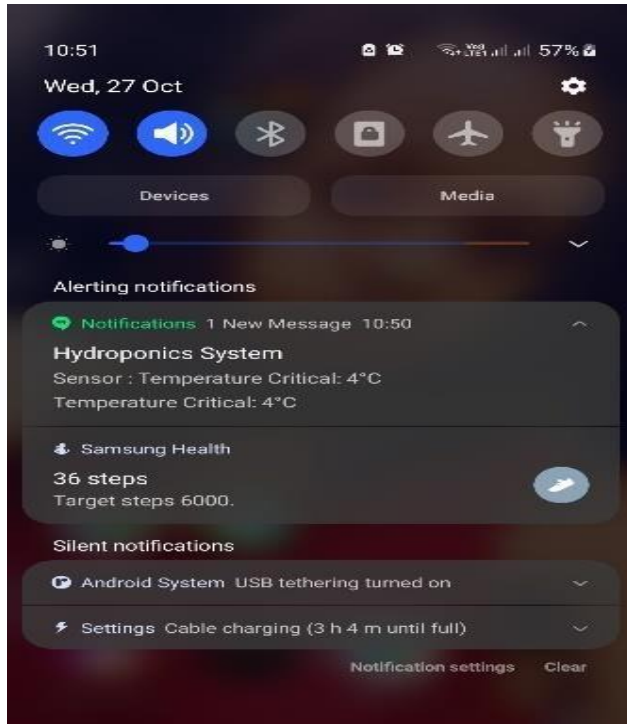 10:51 57%
Wed, 27 Oct
Devices Media
Alerting notifications
Notifications 1 New Message 10:50
Hydroponics System
Sensor : Temperature Critical: 4°C
Temperature Critical: 4°C
Samsung Health
36 steps
Target steps 6000.
Silent notifications
Android System USB tethering turned on
Settings Cable charging (3 h 4 m until full)
Notification settings Clear